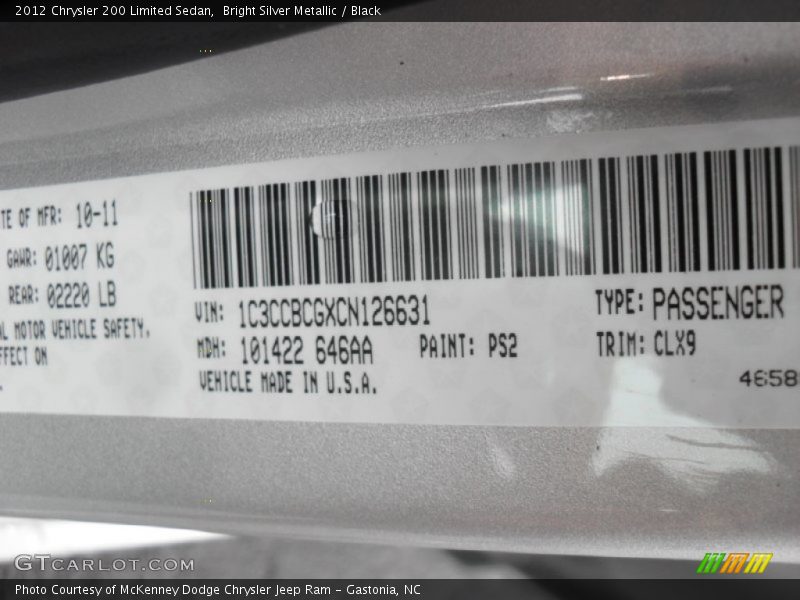 2012 Chrysler 200 Limited Sedan,  Bright Silver Metallic / Black
TE OF MFR: 10-11
GAWR: 01007 KG
REAR: 02220 LB
AL MOTOR VEHICLE SAFETY.
FFECT ON
VIN: 1C3CCBCGXCN126631
TYPE: PASSENGER
MDH: 101422 646AA
PAINT: PS2
TRIM: CLX9
VEHICLE MADE IN U.S.A.
4658
GTCARLOT.COM
Photo Courtesy of McKenney Dodge Chrysler Jeep Ram – Gastonia, NC